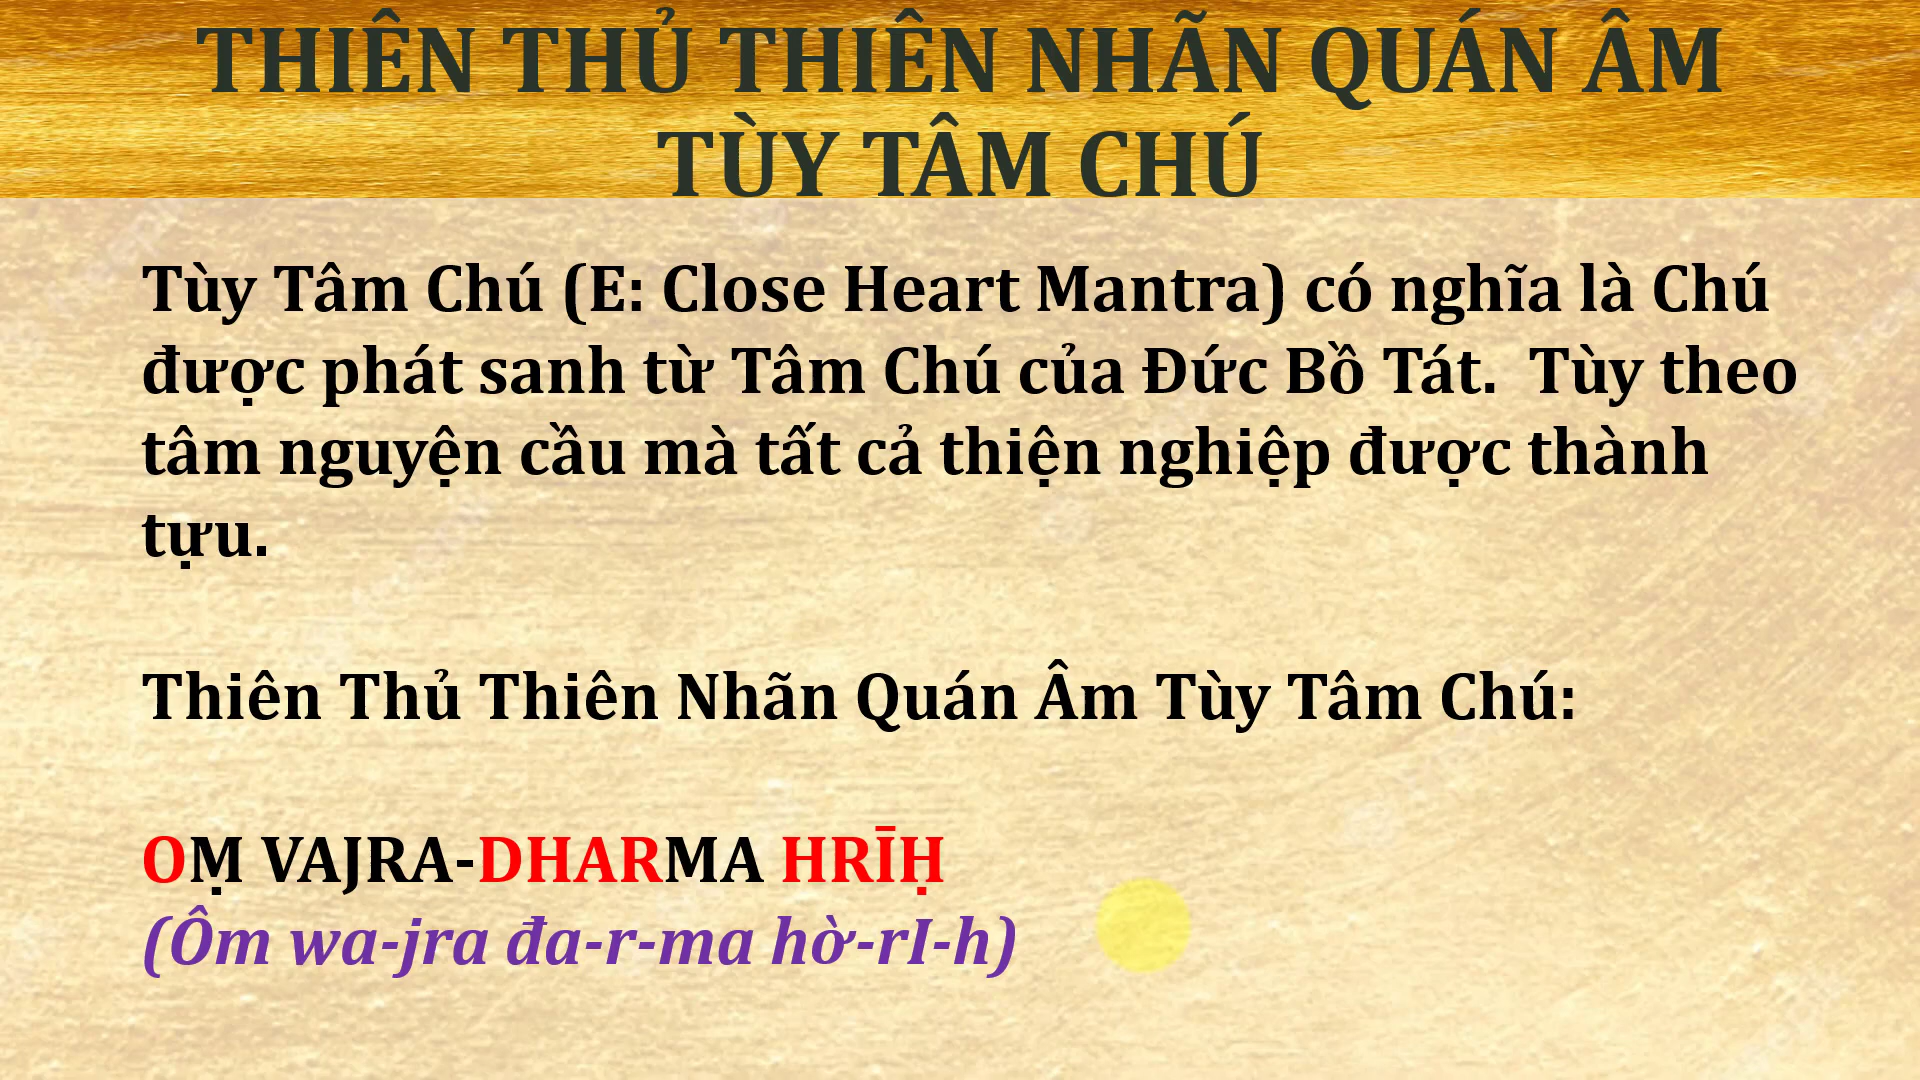 THIÊN THỦ THIÊN NHÃN QUÁN ÂM
TÙY TÂM CHÚ
Tùy Tâm Chú (E: Close Heart Mantra) có nghĩa là Chú
được phát sanh từ Tâm Chú của Đức Bồ Tát.  Tùy theo
tâm nguyện cầu mà tất cả thiện nghiệp được thành
tựu.
Thiên Thủ Thiên Nhãn Quán Âm Tùy Tâm Chú:
OṂ VAJRA-DHARMA HRĪḤ
(Ôm wa-jra đa-r-ma hờ-rI-h)